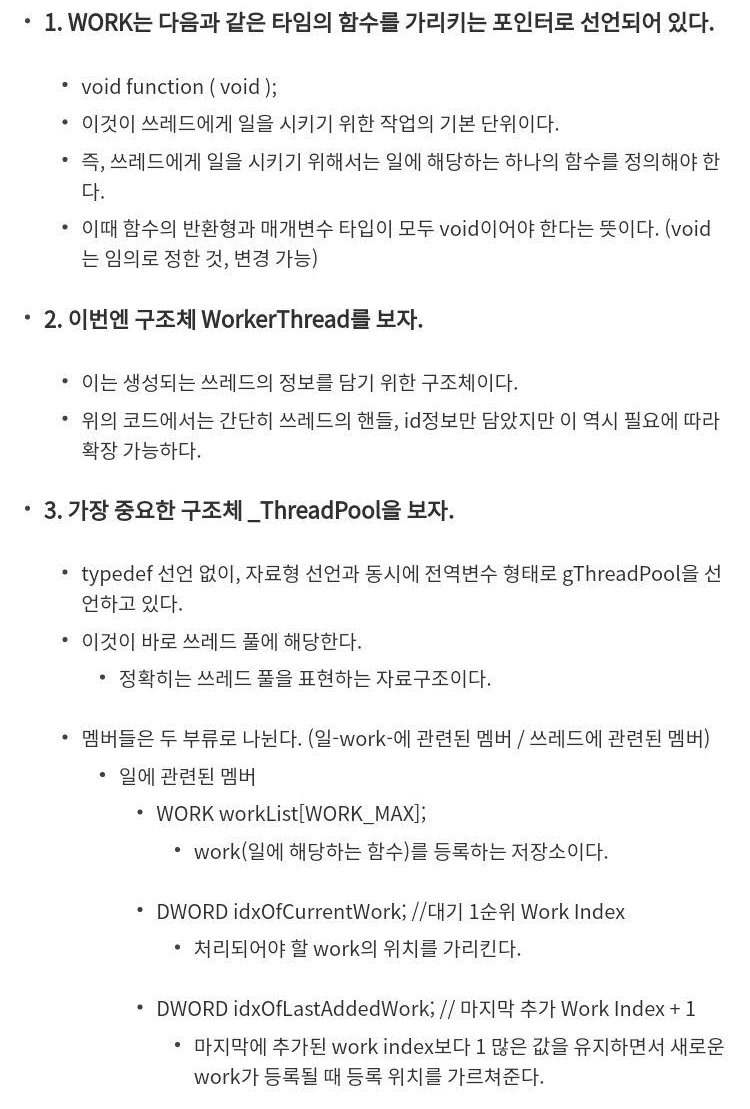 • 1. WORK는 다음과 같은 타임의 함수를 가리키는 포인터로 선언되어 있다.
• void function ( void );
• 이것이 쓰레드에게 일을 시키기 위한 작업의 기본 단위이다.
• 즉, 쓰레드에게 일을 시키기 위해서는 일에 해당하는 하나의 함수를 정의해야 한
다.
• 이때 함수의 반환형과 매개변수 타입이 모두 void이어야 한다는 뜻이다. (void
는 임의로 정한 것, 변경 가능)
• 2. 이번엔 구조체 WorkerThread를 보자.
• 이는 생성되는 쓰레드의 정보를 담기 위한 구조체이다.
• 위의 코드에서는 간단히 쓰레드의 핸들, id정보만 담았지만 이 역시 필요에 따라
확장 가능하다.
• 3. 가장 중요한 구조체 _ThreadPool을 보자.
• typedef 선언 없이, 자료형 선언과 동시에 전역변수 형태로 gThreadPool을 선
언하고 있다.
• 이것이 바로 쓰레드 풀에 해당한다.
• 정확히는 쓰레드 풀을 표현하는 자료구조이다.
• 멤버들은 두 부류로 나뉜다. (일-work-에 관련된 멤버 / 쓰레드에 관련된 멤버)
• 일에 관련된 멤버
• WORK workList[WORK_MAX];
• work(일에 해당하는 함수)를 등록하는 저장소이다.
• DWORD idxOfCurrentWork; //대기 1순위 Work Index
• 처리되어야 할 work의 위치를 가리킨다.
• DWORD idxOfLastAddedWork; // 마지막 추가 Work Index + 1
• 마지막에 추가된 work index보다 1 많은 값을 유지하면서 새로운
work가 등록될 때 등록 위치를 가르쳐준다.